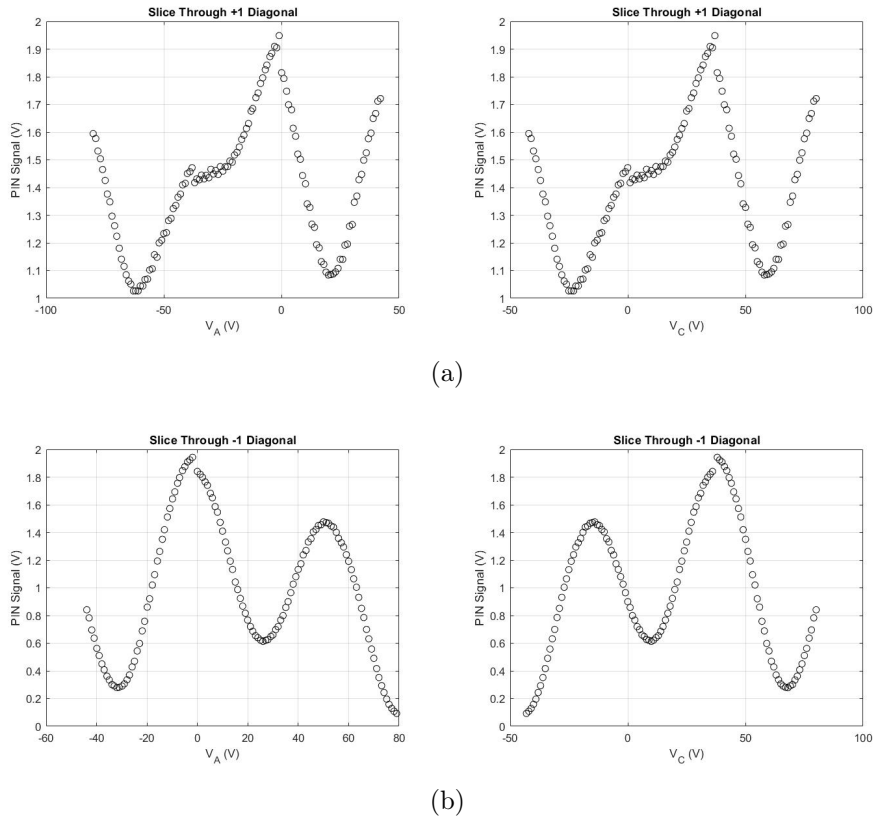 Slice Through +1 Diagonal
2
1.9
1.8
1.7
1.6
1.5
1.4
1.3
1.2
1.1
1
PIN Signal (V)
-100 -50 0 50
V_A (V)
Slice Through +1 Diagonal
2
1.9
1.8
1.7
1.6
1.5
1.4
1.3
1.2
1.1
1
PIN Signal (V)
-50 0 50 100
V_C (V)
(a)
Slice Through -1 Diagonal
2
1.8
1.6
1.4
1.2
1
0.8
0.6
0.4
0.2
0
PIN Signal (V)
-60 -40 -20 0 20 40 60 80
V_A (V)
Slice Through -1 Diagonal
2
1.8
1.6
1.4
1.2
1
0.8
0.6
0.4
0.2
0
PIN Signal (V)
-50 0 50 100
V_C (V)
(b)